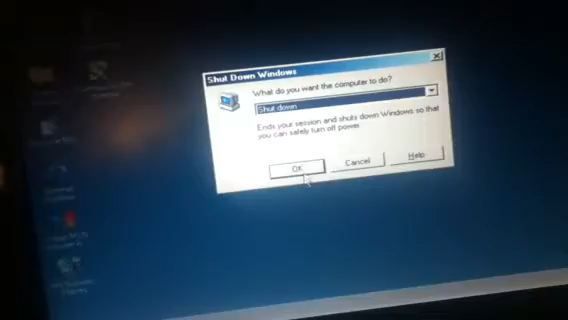 Shut Down Windows
What do you want the computer to do?
Shut down
Ends your session and shuts down Windows so that
you can safely turn off power.
OK
Cancel
Help